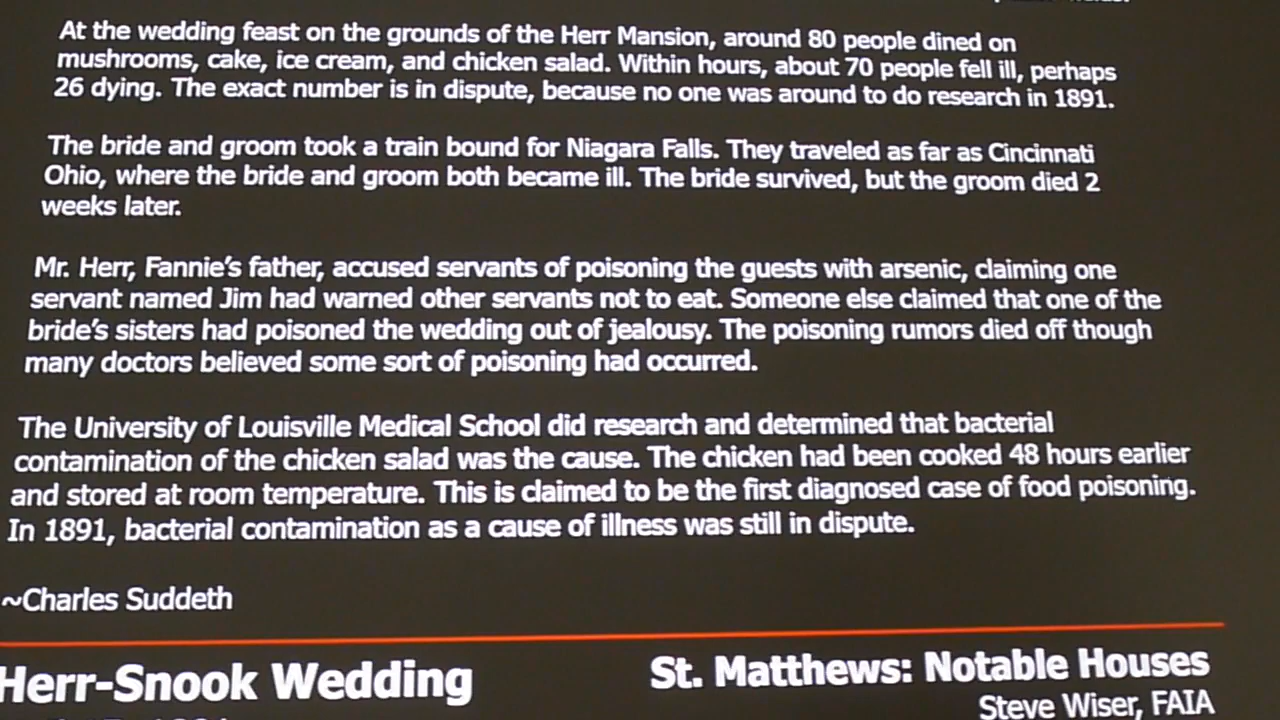 At the wedding feast on the grounds of the Herr Mansion, around 80 people dined on
mushrooms, cake, ice cream, and chicken salad. Within hours, about 70 people fell ill, perhaps
26 dying. The exact number is in dispute, because no one was around to do research in 1891.
The bride and groom took a train bound for Niagara Falls. They traveled as far as Cincinnati
Ohio, where the bride and groom both became ill. The bride survived, but the groom died 2
weeks later.
Mr. Herr, Fannie's father, accused servants of poisoning the guests with arsenic, claiming one
servant named Jim had warned other servants not to eat. Someone else claimed that one of the
bride's sisters had poisoned the wedding out of jealousy. The poisoning rumors died off though
many doctors believed some sort of poisoning had occurred.
The University of Louisville Medical School did research and determined that bacterial
contamination of the chicken salad was the cause. The chicken had been cooked 48 hours earlier
and stored at room temperature. This is claimed to be the first diagnosed case of food poisoning.
In 1891, bacterial contamination as a cause of illness was still in dispute.
~Charles Suddeth
Herr-Snook Wedding
St. Matthews: Notable Houses
Steve Wiser, FAIA